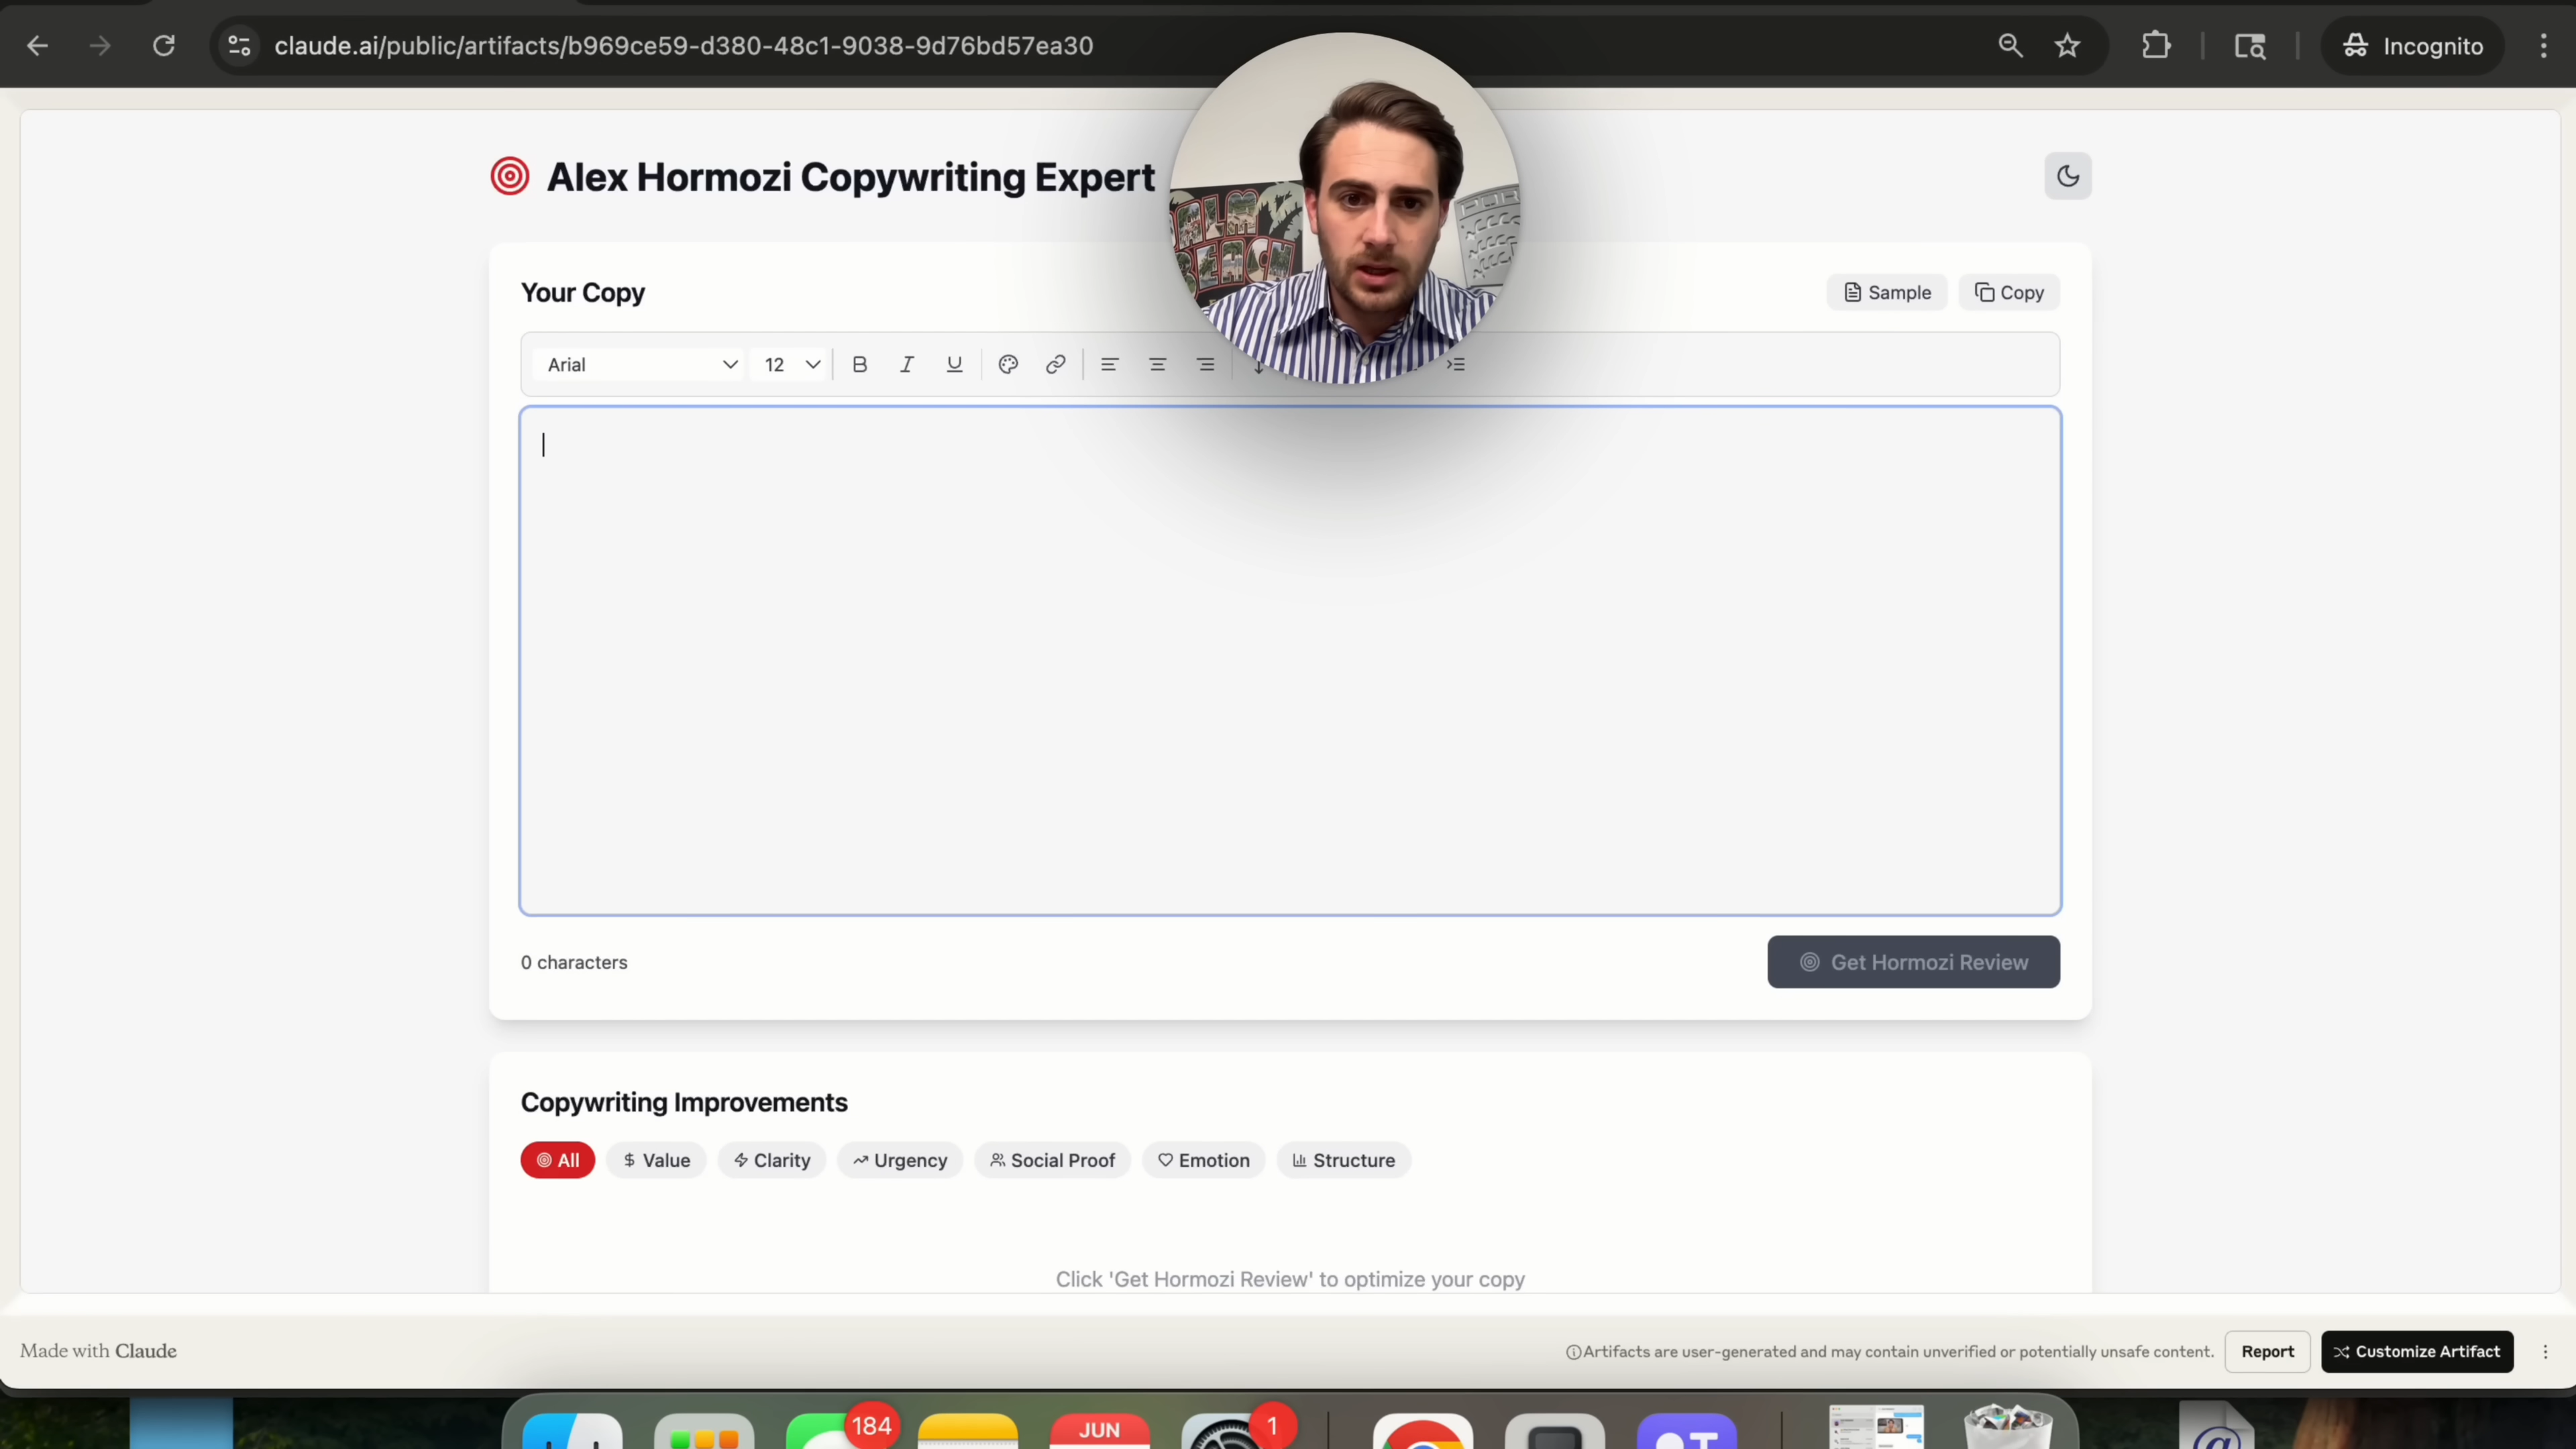 claude.ai/public/artifacts/b969ce59-d380-48c1-9038-9d76bd57ea30
Incognito
Alex Hormozi Copywriting Expert
PALM
BEACH
Your Copy
Sample
Copy
Arial
12
B I U
0 characters
Get Hormozi Review
Copywriting Improvements
All
$ Value
Clarity
Urgency
Social Proof
Emotion
Structure
Click 'Get Hormozi Review' to optimize your copy
Made with Claude
Artifacts are user-generated and may contain unverified or potentially unsafe content.
Report
Customize Artifact
184
JUN
1
T
@